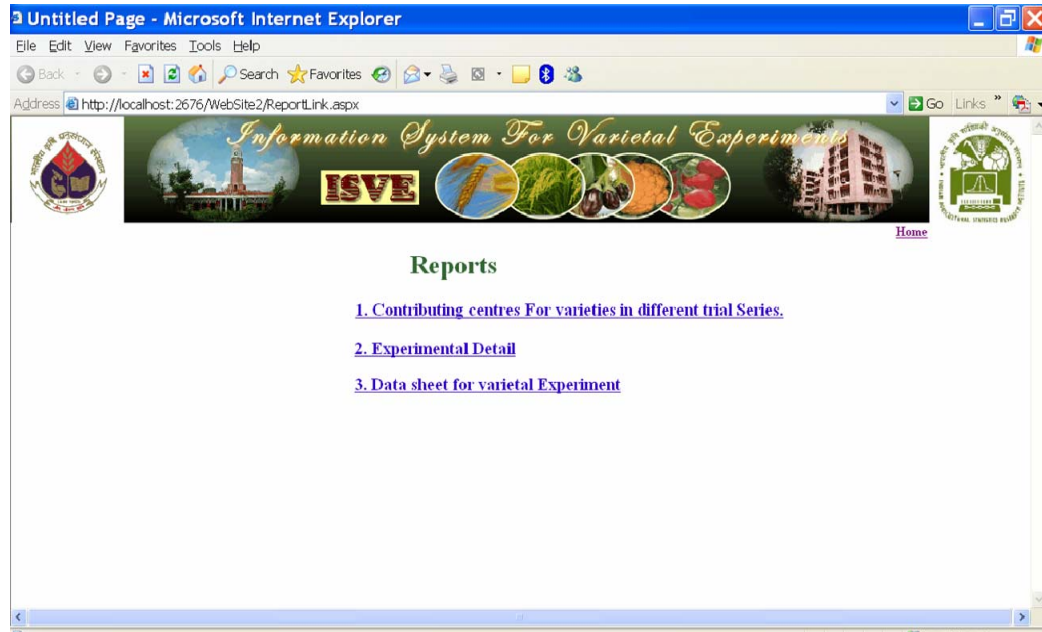 Untitled Page - Microsoft Internet Explorer
File Edit View Favorites Tools Help
Back Search Favorites
Address http://localhost:2676/WebSite2/ReportLink.aspx Go Links »
Information System For Varietal Experiments
ISVE
Home
Reports
1. Contributing centres For varieties in different trial Series.
2. Experimental Detail
3. Data sheet for varietal Experiment